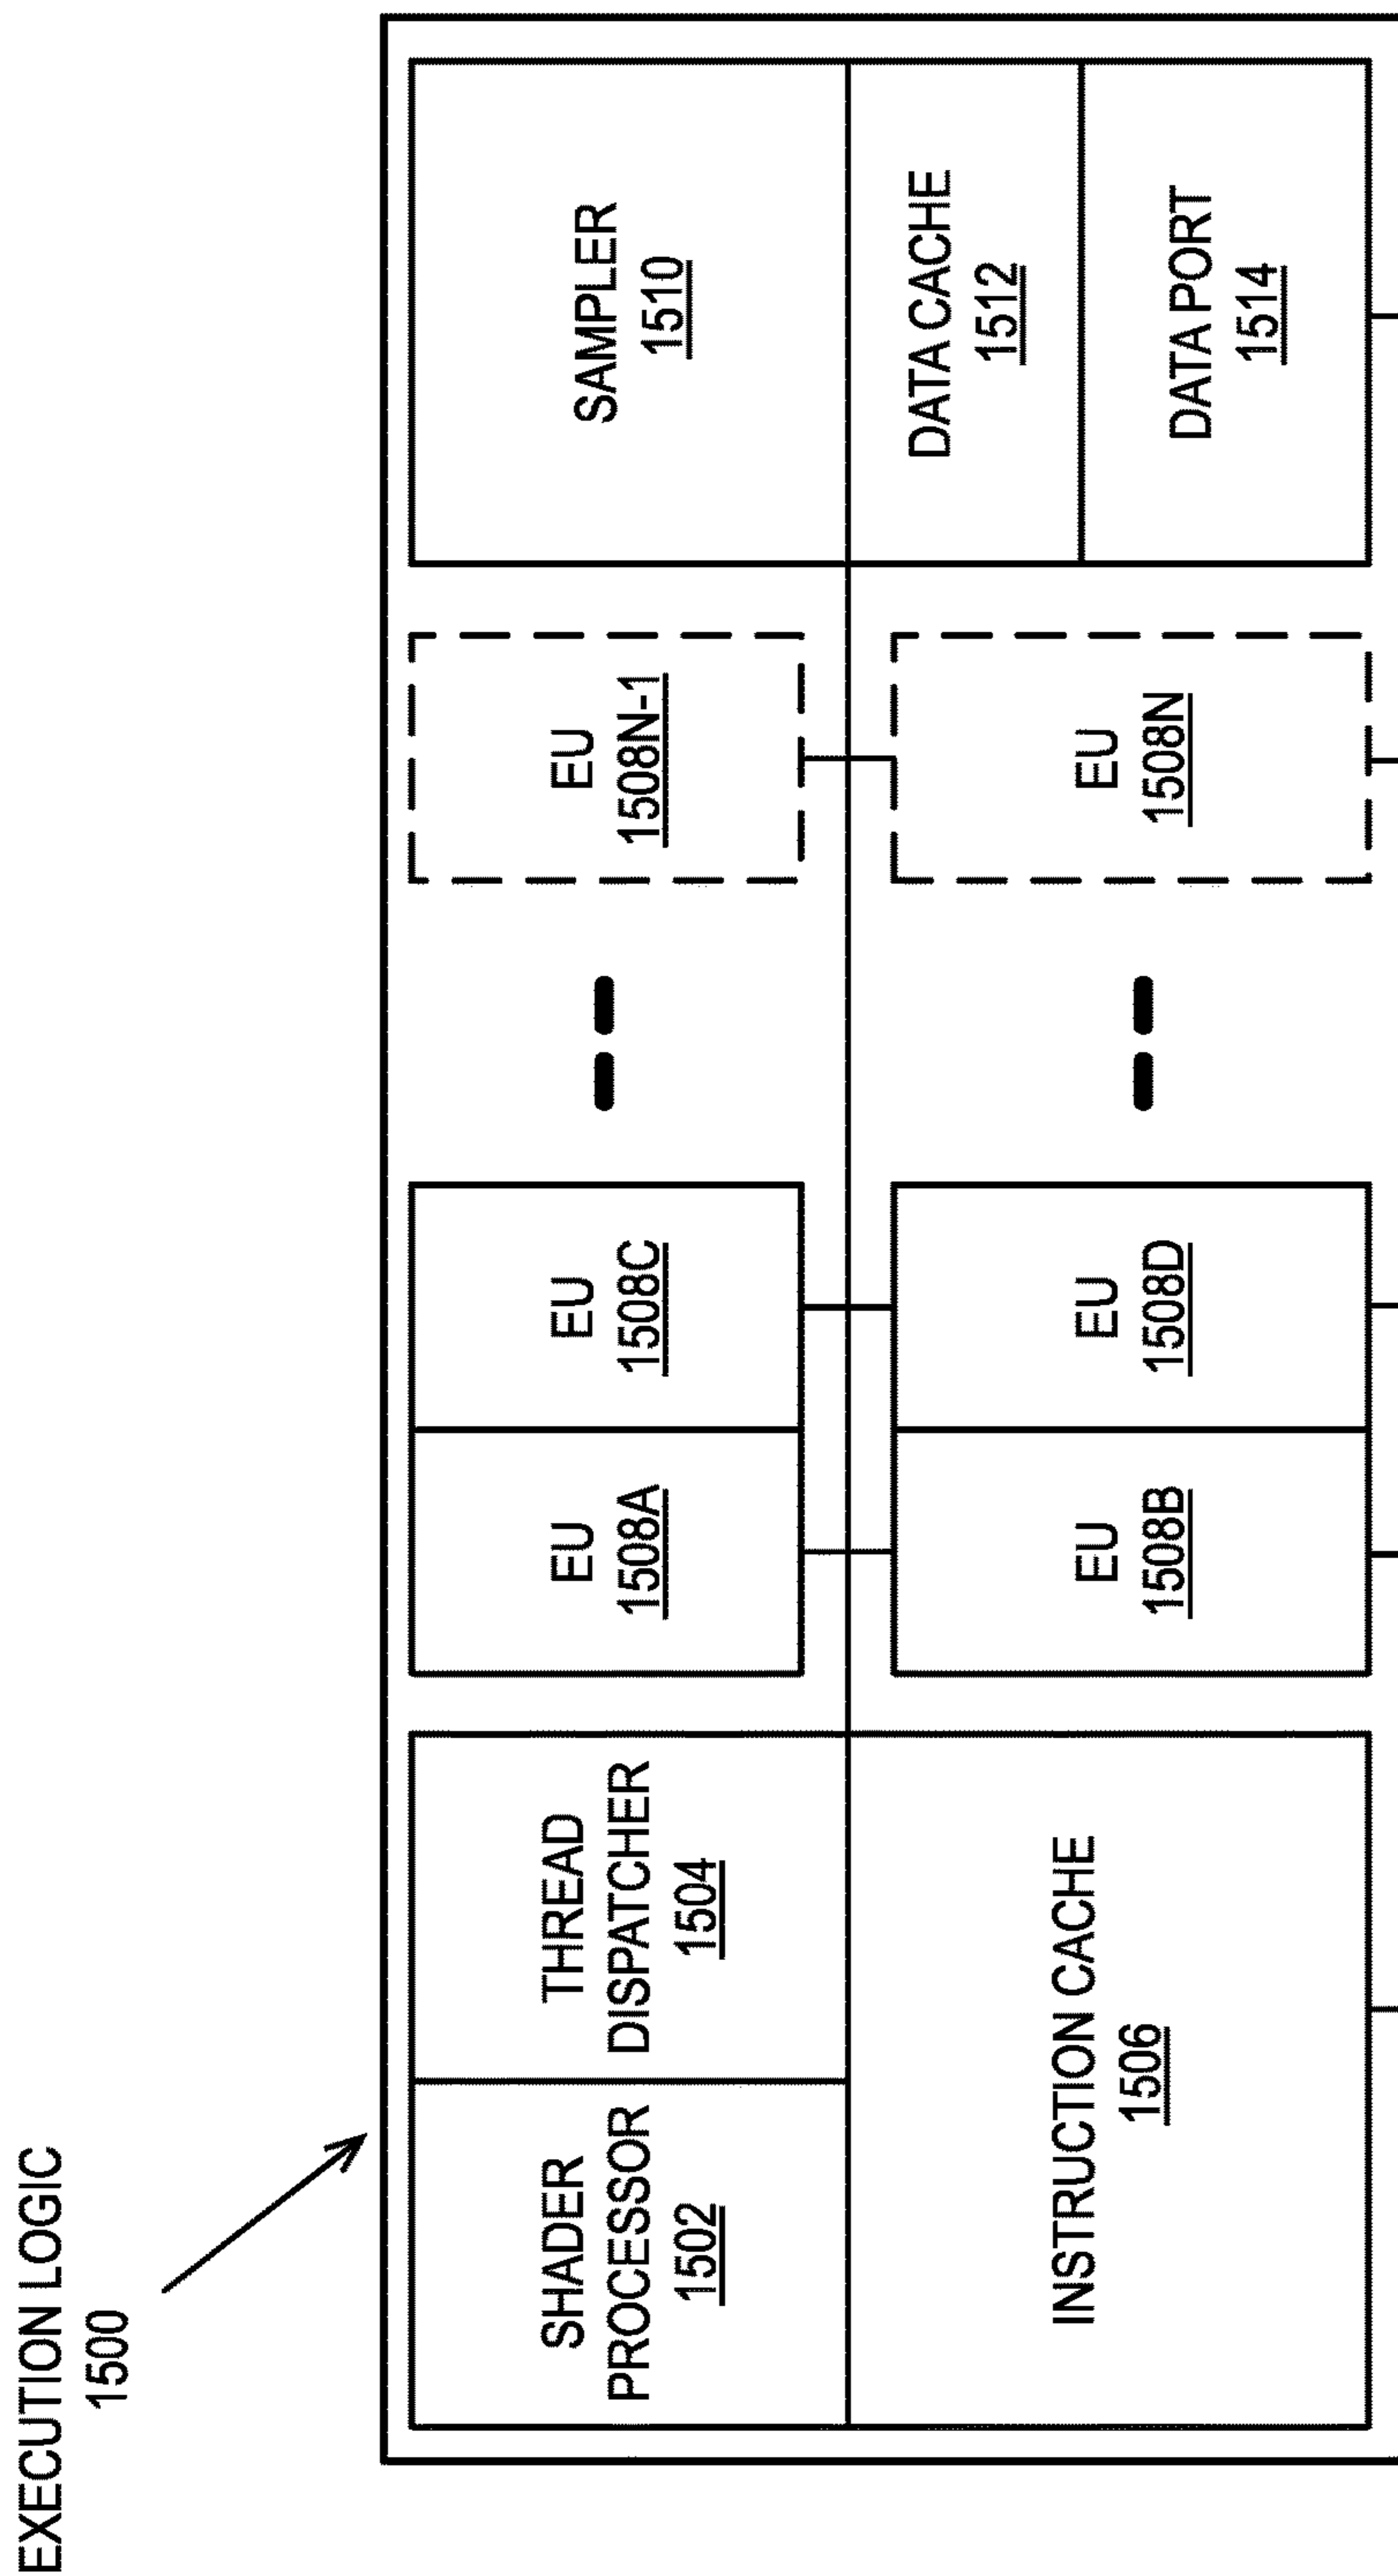 EXECUTION LOGIC
1500
SHADER
PROCESSOR
1502
THREAD
DISPATCHER
1504
INSTRUCTION CACHE
1506
EU
1508A
EU
1508C
EU
1508B
EU
1508D
EU
1508N-1
EU
1508N
SAMPLER
1510
DATA CACHE
1512
DATA PORT
1514